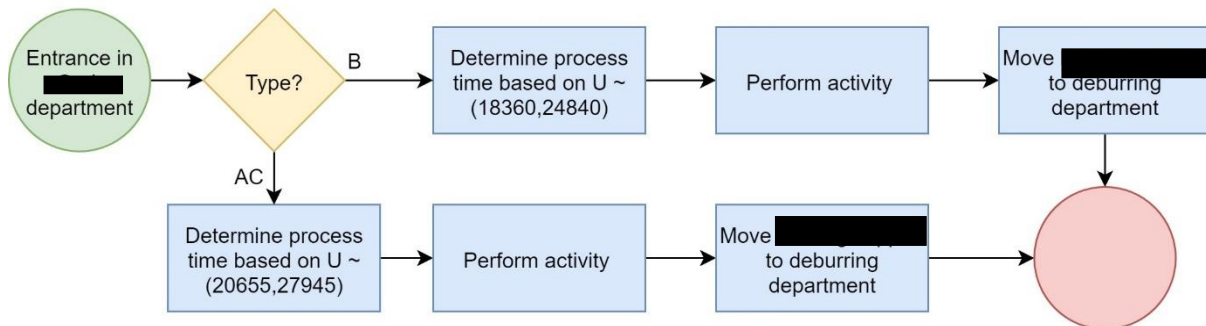 Entrance in
department
Type?
B
Determine process
time based on U ~
(18360,24840)
Perform activity
Move
to deburring
department
AC
Determine process
time based on U ~
(20655,27945)
Perform activity
Move
to deburring
department